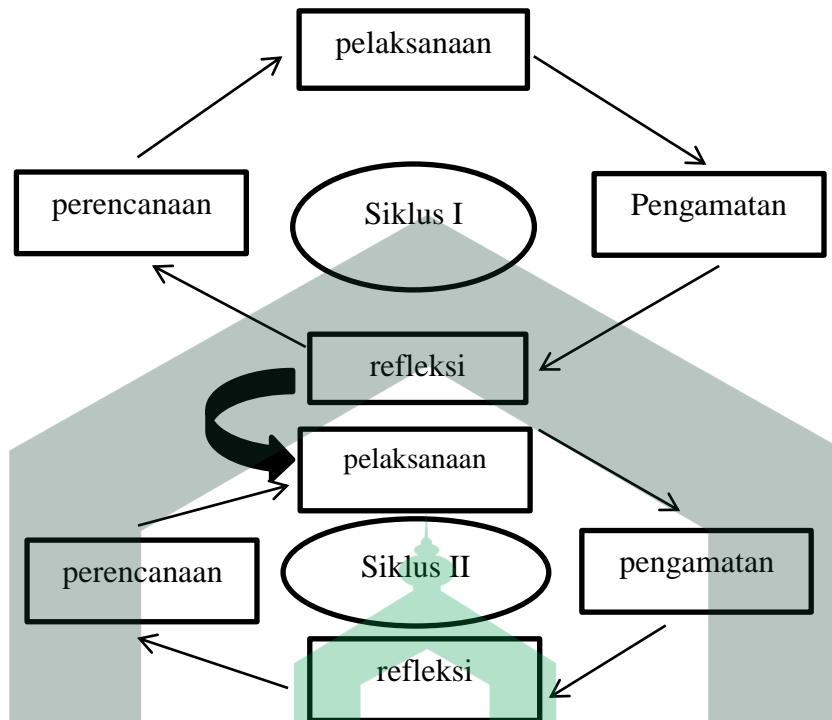 pelaksanaan
perencanaan
Siklus I
Pengamatan
refleksi
pelaksanaan
perencanaan
Siklus II
pengamatan
refleksi